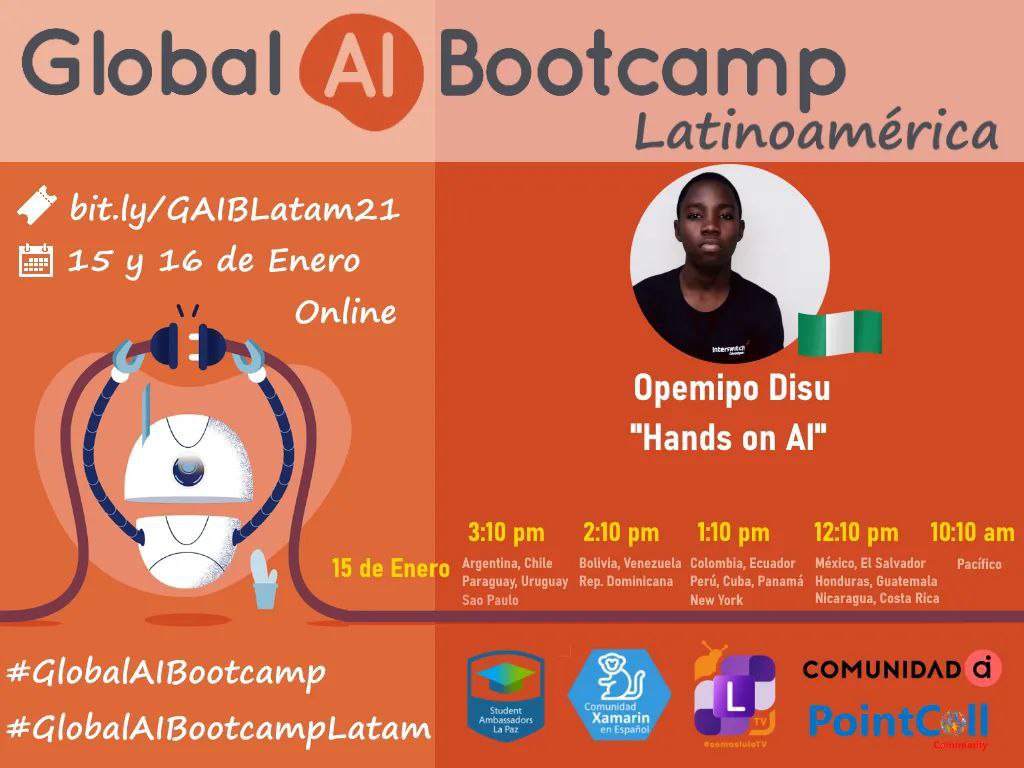 Global AI Bootcamp
Latinoamérica
bit.ly/GAIBLatam21
15 y 16 de Enero
Online
interswitch
Opemipo Disu
"Hands on AI"
15 de Enero
3:10 pm
Argentina, Chile
Paraguay, Uruguay
Sao Paulo
2:10 pm
Bolivia, Venezuela
Rep. Dominicana
1:10 pm
Colombia, Ecuador
Perú, Cuba, Panamá
New York
12:10 pm
México, El Salvador
Honduras, Guatemala
Nicaragua, Costa Rica
10:10 am
Pacífico
#GlobalAIBootcamp
#GlobalAIBootcampLatam
Student
Ambassadors
La Paz
Comunidad
Xamarin
en Español
L
TV
#somosluloTV
COMUNIDAD ai
PointColl
Community